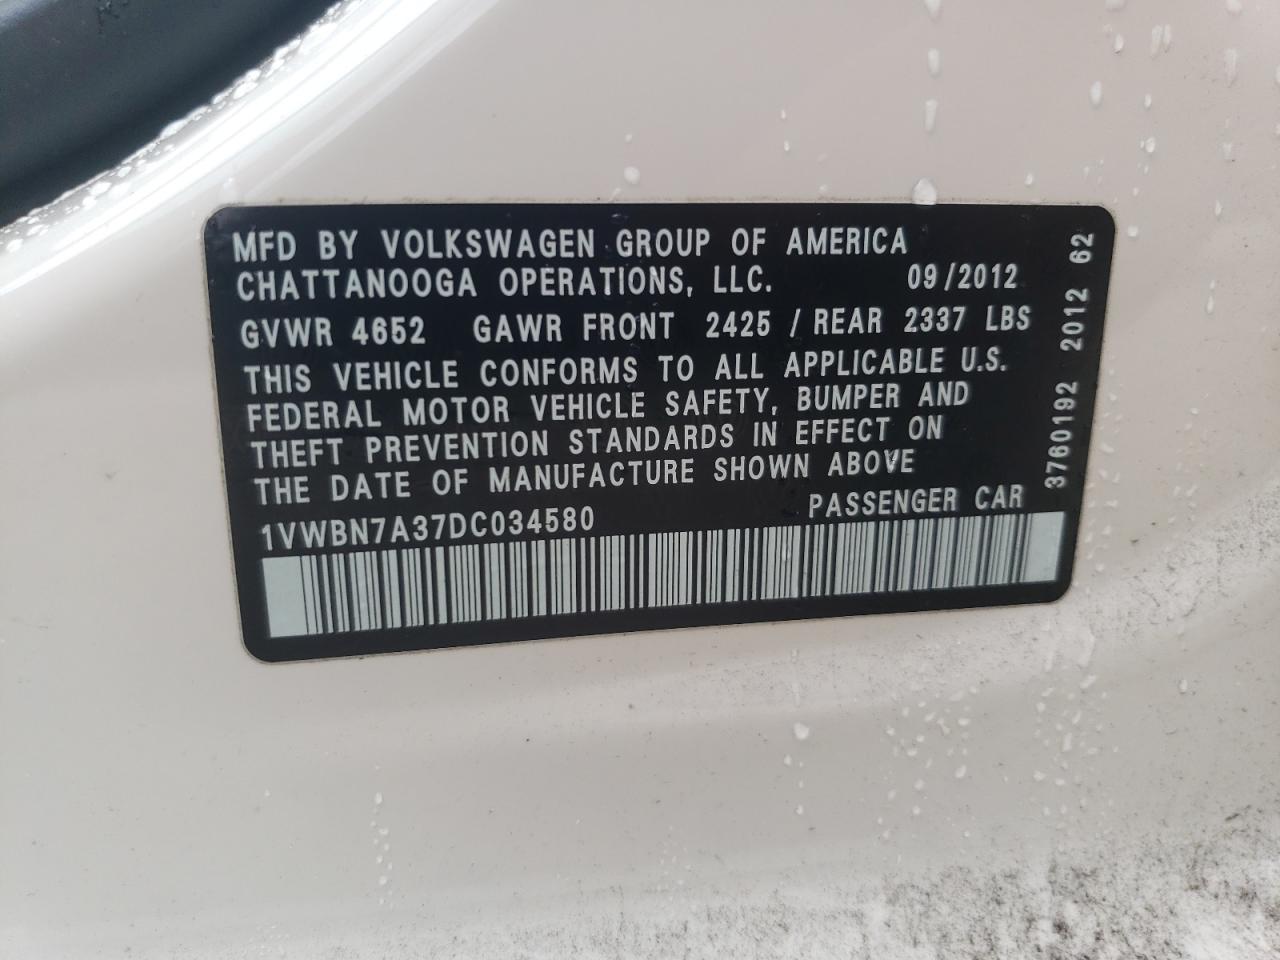 MFD BY VOLKSWAGEN GROUP OF AMERICA
CHATTANOOGA OPERATIONS, LLC. 09/2012
GVWR 4652 GAWR FRONT 2425 / REAR 2337 LBS
THIS VEHICLE CONFORMS TO ALL APPLICABLE U.S.
FEDERAL MOTOR VEHICLE SAFETY, BUMPER AND
THEFT PREVENTION STANDARDS IN EFFECT ON
THE DATE OF MANUFACTURE SHOWN ABOVE
1VWBN7A37DC034580 PASSENGER CAR
3760192 2012 62